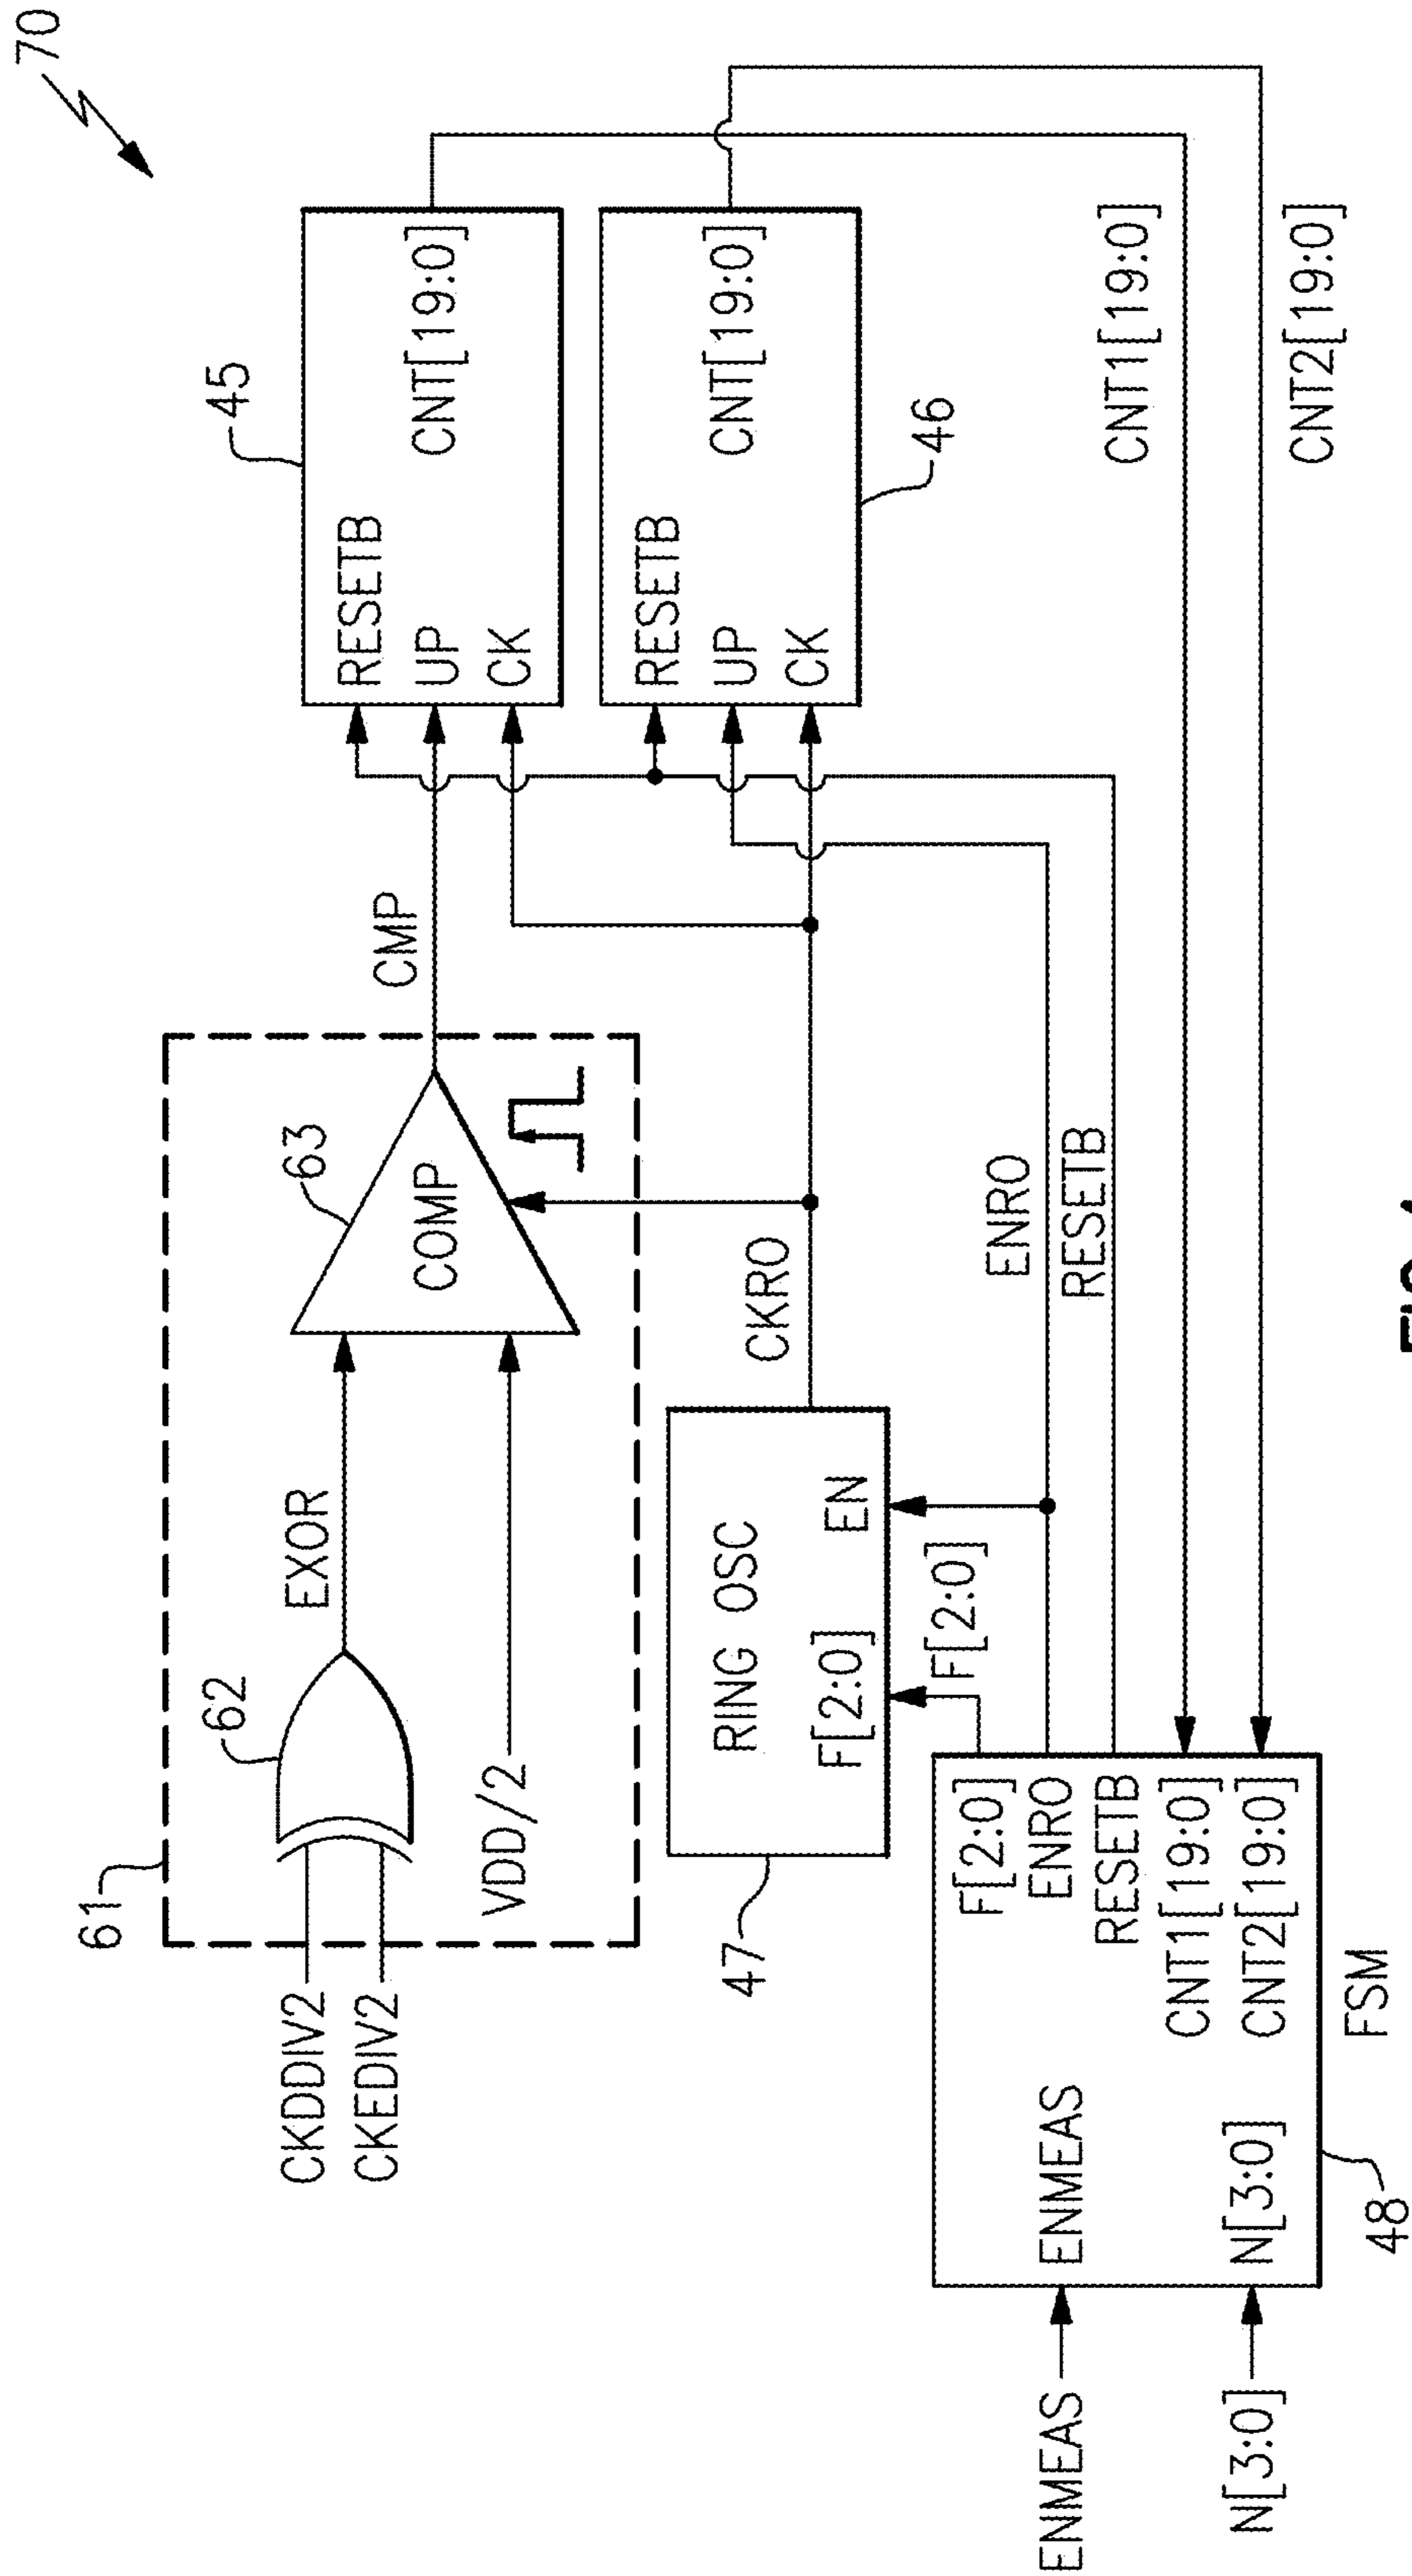 70
61
62
63
45
CKDDIV2
CKEDIV2
EXOR
VDD/2
COMP
CMP
RESETB
UP
CK
CNT[19:0]
47
RING OSC
F[2:0]
EN
CKRO
RESETB
UP
CK
CNT[19:0]
46
F[2:0]
ENRO
RESETB
ENMEAS
N[3:0]
ENMEAS
N[3:0]
F[2:0]
ENRO
RESETB
CNT1[19:0]
CNT2[19:0]
CNT1[19:0]
CNT2[19:0]
48
FSM